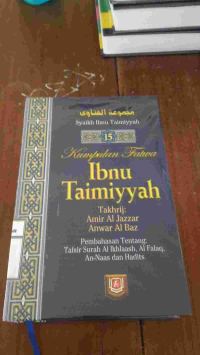 مجموعة الفتاوى
Syaikh Ibnu Taimiyyah
15
Kumpulan Fatwa
Ibnu
Taimiyyah
Takhrij:
Amir Al Jazzar
Anwar Al Baz
Pembahasan Tentang:
Tafsir Surah Al Ikhlaash, Al Falaq,
An-Naas dan Hadits